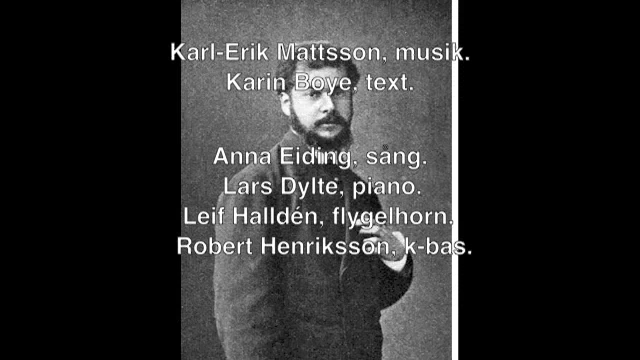 Karl-Erik Mattsson, musik.
Karin Boye, text.
Anna Eiding, sang.
Lars Dylte, piano.
Leif Halldén, flygelhorn.
Robert Henriksson, k-bas.